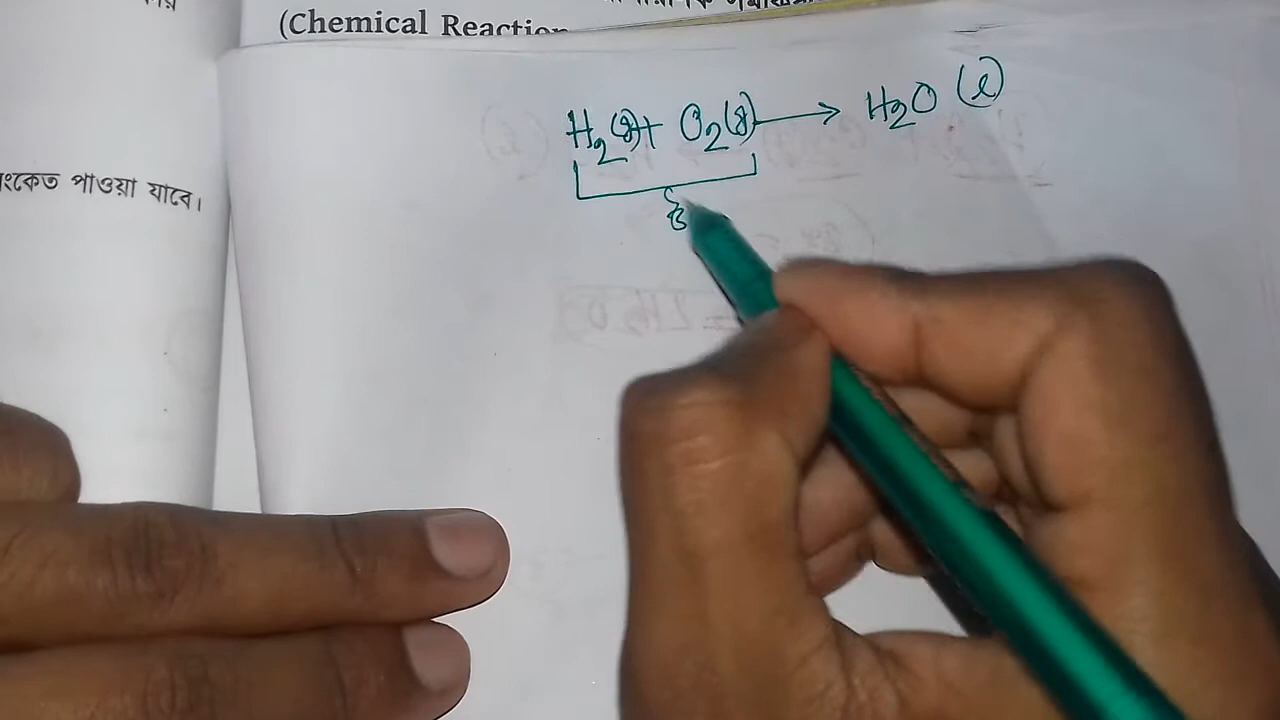 (Chemical Reaction
H₂(g)+ O₂(g) ⟶ H₂O (l)
ংকেত পাওয়া যাবে।